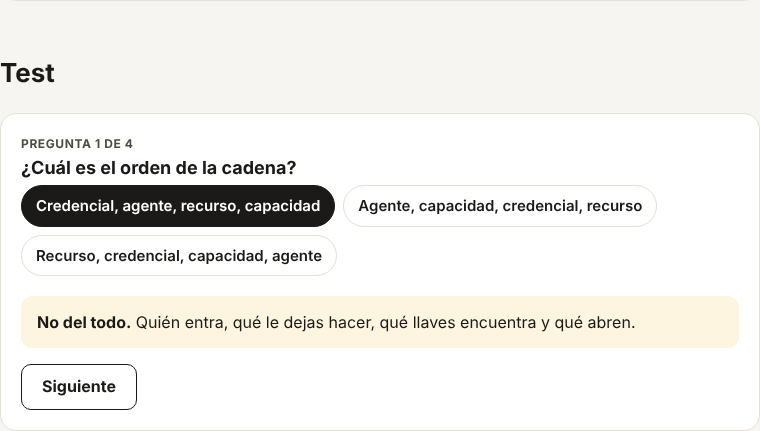 Test
PREGUNTA 1 DE 4
¿Cuál es el orden de la cadena?
Credencial, agente, recurso, capacidad
Agente, capacidad, credencial, recurso
Recurso, credencial, capacidad, agente
No del todo. Quién entra, qué le dejas hacer, qué llaves encuentra y qué abren.
Siguiente